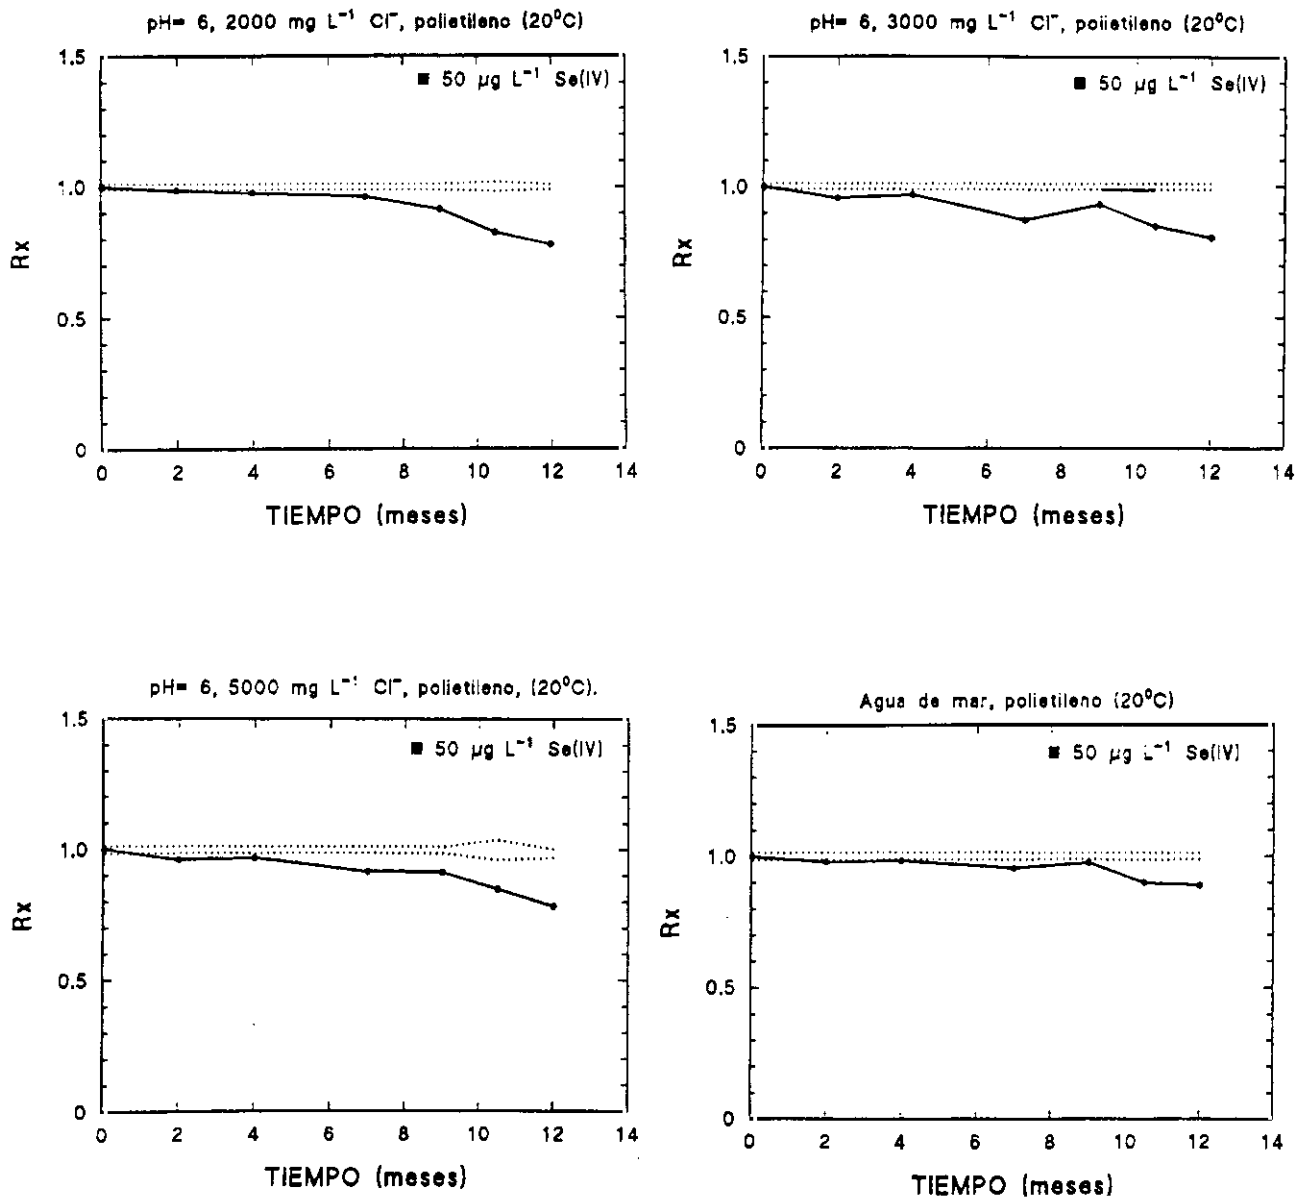 pH= 6, 2000 mg L⁻¹ Cl⁻, polietileno (20⁰C)
1.5
■ 50 µg L⁻¹ Se(IV)
1.0
Rx
0.5
0
0 2 4 6 8 10 12 14
TIEMPO (meses)
pH= 6, 3000 mg L⁻¹ Cl⁻, polietileno (20⁰C)
1.5
■ 50 µg L⁻¹ Se(IV)
1.0
Rx
0.5
0
0 2 4 6 8 10 12 14
TIEMPO (meses)
pH= 6, 5000 mg L⁻¹ Cl⁻, polietileno, (20⁰C).
1.5
■ 50 µg L⁻¹ Se(IV)
1.0
Rx
0.5
0
0 2 4 6 8 10 12 14
TIEMPO (meses)
Agua de mar, polietileno (20⁰C)
1.5
■ 50 µg L⁻¹ Se(IV)
1.0
Rx
0.5
0
0 2 4 6 8 10 12 14
TIEMPO (meses)